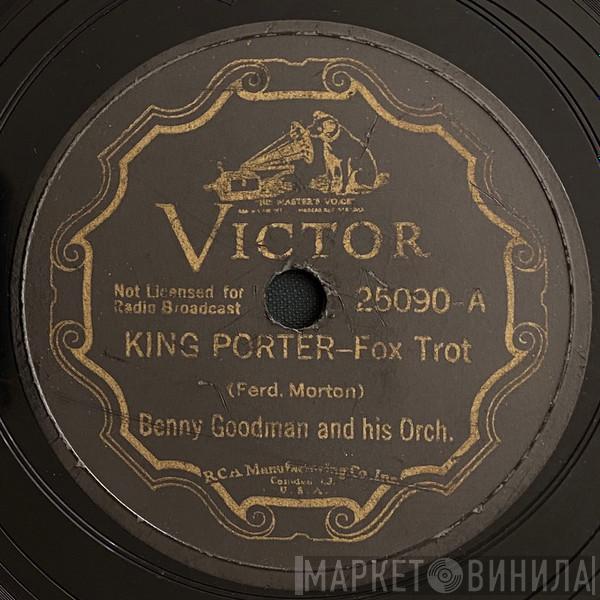 "HIS MASTER'S VOICE"
VICTOR
Not Licensed for
Radio Broadcast
25090-A
KING PORTER-Fox Trot
(Ferd. Morton)
Benny Goodman and his Orch.
RCA Manufacturing Co. Inc.
Camden N.J.
U.S.A.
МАРКЕТ ВИНИЛА